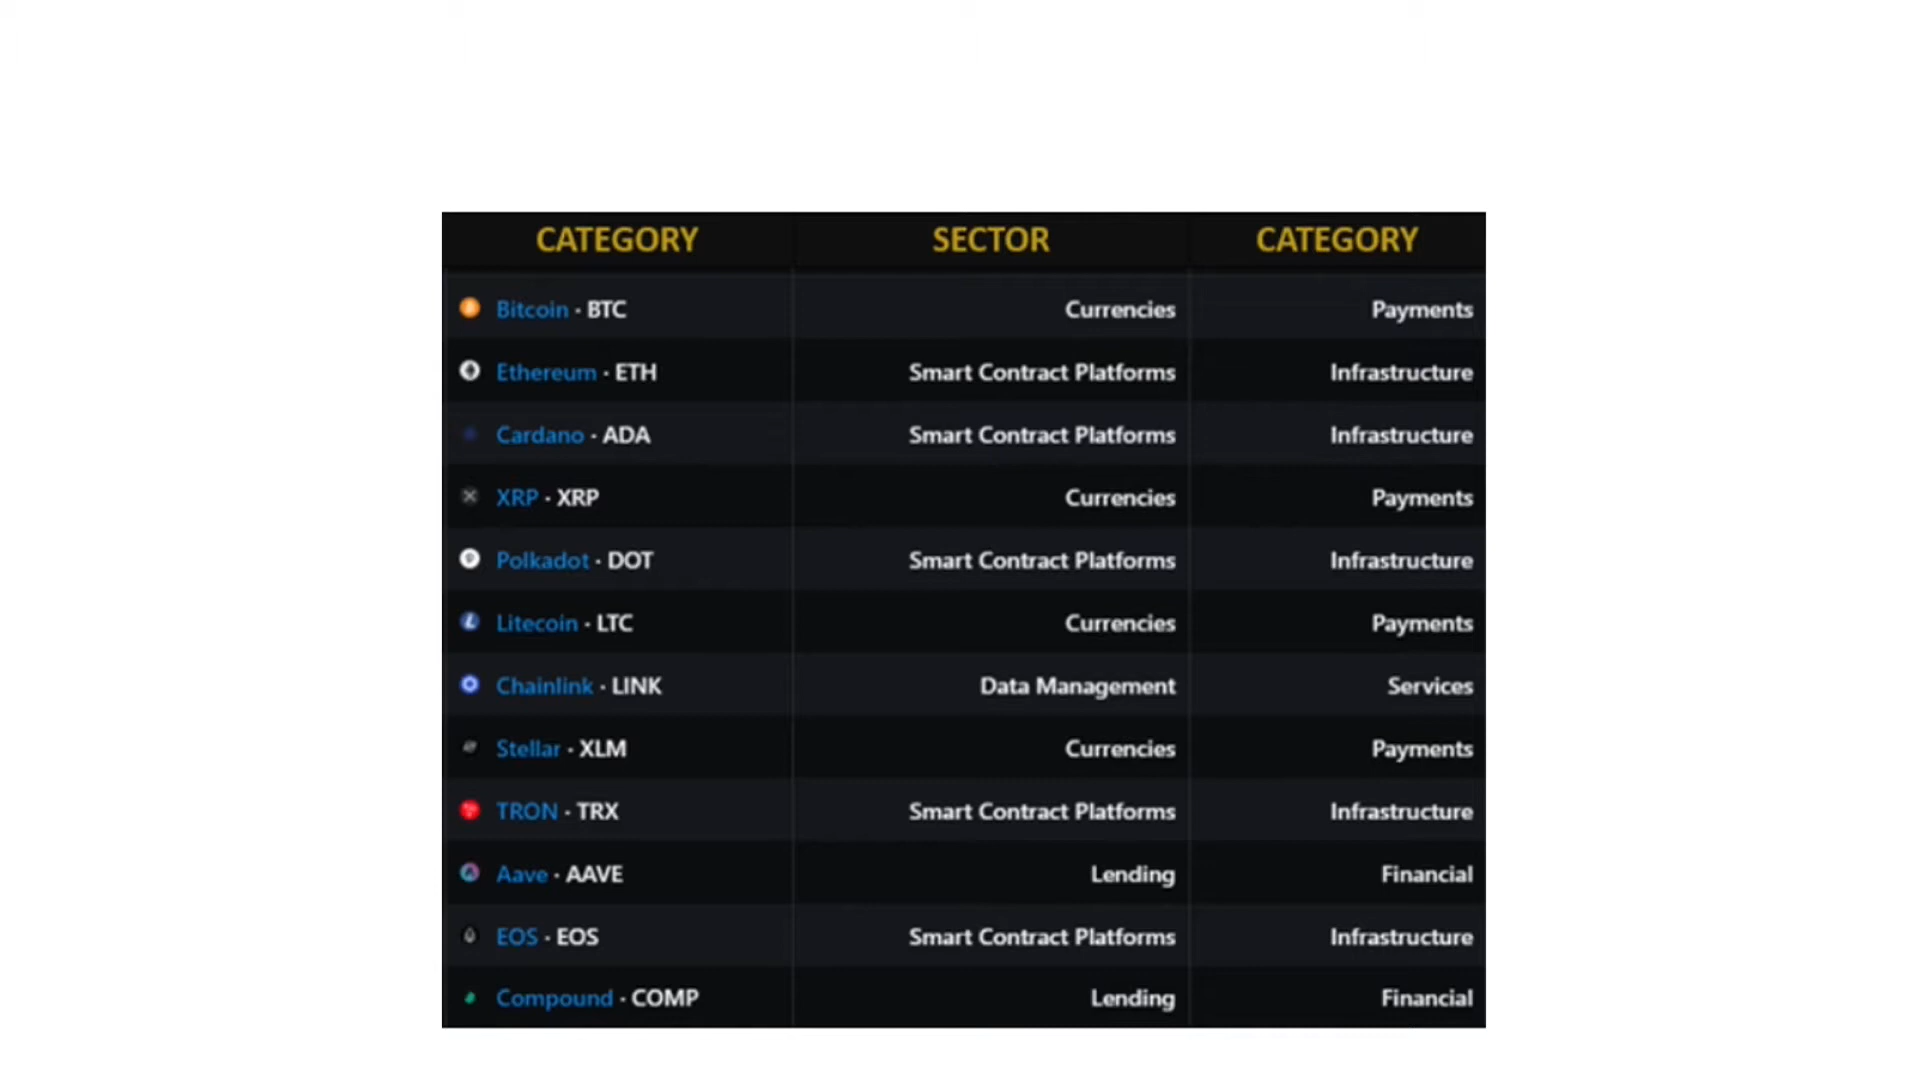 CATEGORY SECTOR CATEGORY
Bitcoin · BTC Currencies Payments
Ethereum · ETH Smart Contract Platforms Infrastructure
Cardano · ADA Smart Contract Platforms Infrastructure
XRP · XRP Currencies Payments
Polkadot · DOT Smart Contract Platforms Infrastructure
Litecoin · LTC Currencies Payments
Chainlink · LINK Data Management Services
Stellar · XLM Currencies Payments
TRON · TRX Smart Contract Platforms Infrastructure
Aave · AAVE Lending Financial
EOS · EOS Smart Contract Platforms Infrastructure
Compound · COMP Lending Financial